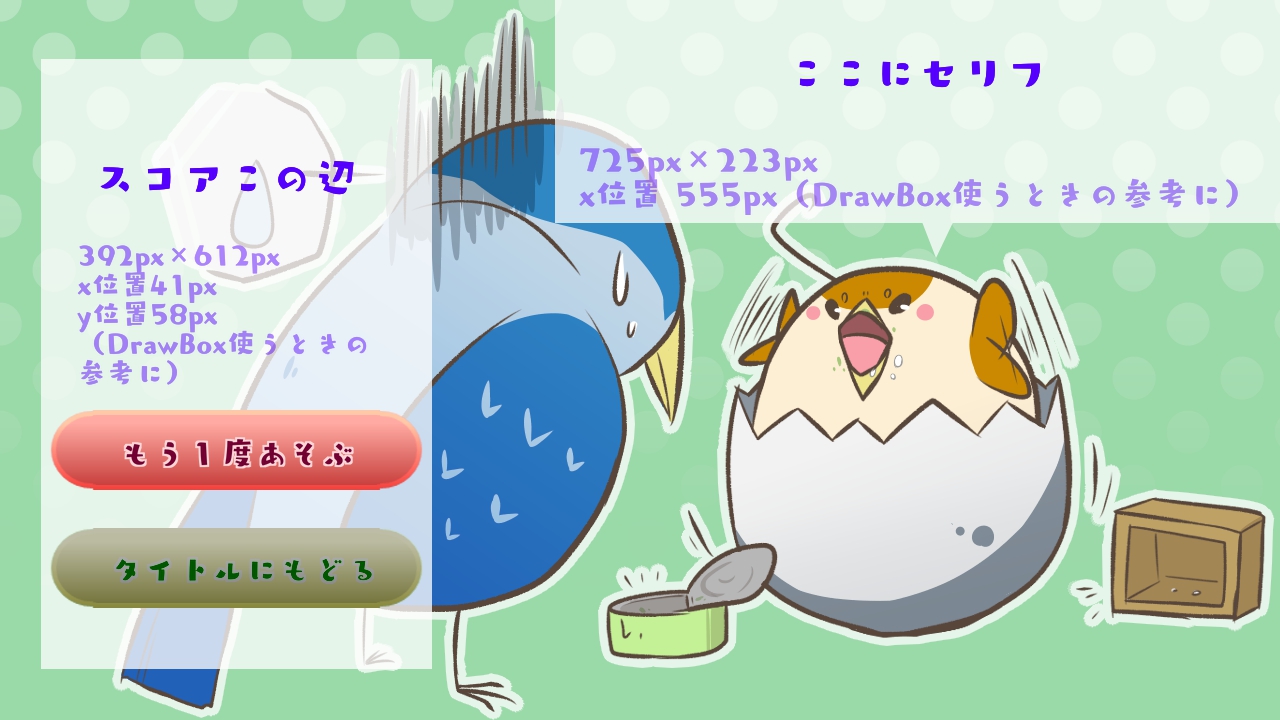 ここにセリフ
725px×223px
x位置 555px（DrawBox使うときの参考に）
スコアこの辺
392px×612px
x位置41px
y位置58px
（DrawBox使うときの
参考に）
もう1度あそぶ
タイトルにもどる